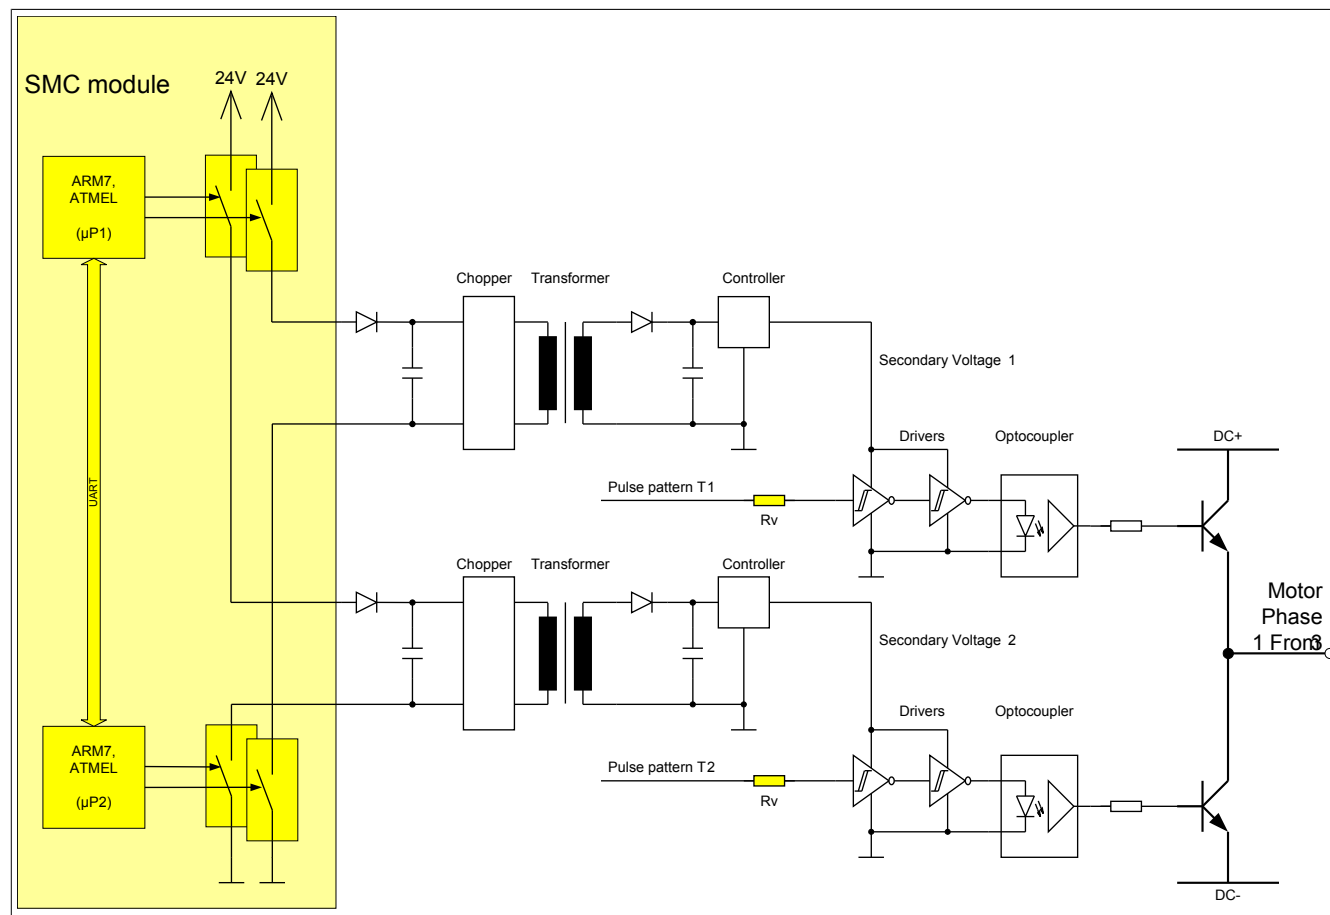 SMC module
24V 24V
ARM7,
ATMEL
(µP1)
Chopper Transformer Controller
Secondary Voltage 1
Drivers Optocoupler
DC+
Pulse pattern T1
Rv
UART
Chopper Transformer Controller
Motor
Phase
1 From 3
Secondary Voltage 2
Drivers Optocoupler
ARM7,
ATMEL
(µP2)
Pulse pattern T2
Rv
DC-